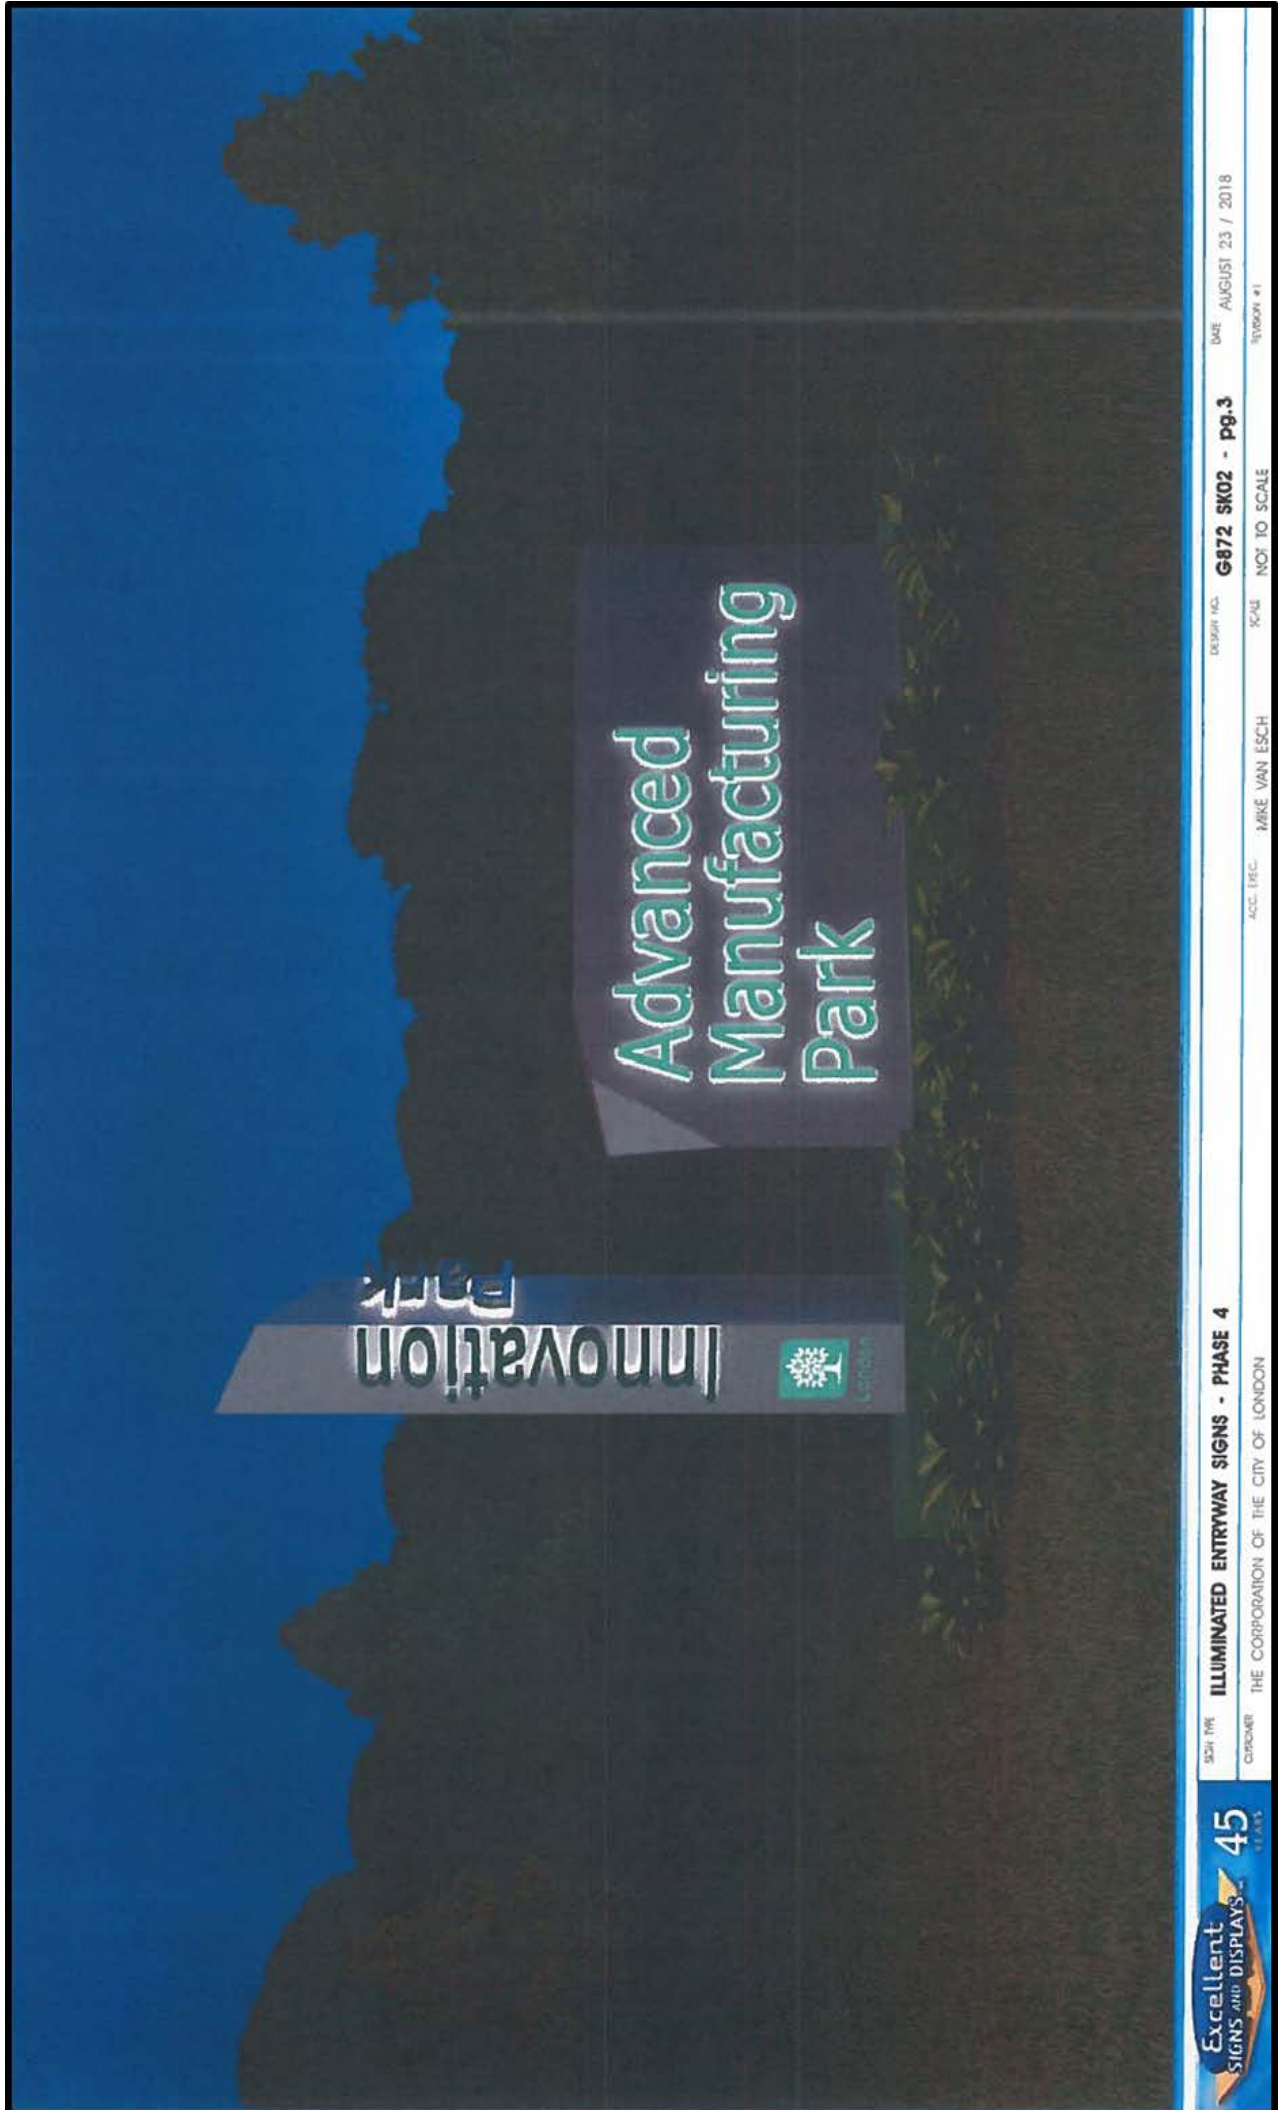 Innovation
Park
London
Advanced
Manufacturing
Park
Excellent
SIGNS AND DISPLAYS
45
YEARS
SIGN TYPE ILLUMINATED ENTRYWAY SIGNS - PHASE 4
DESIGN NO. G872 SK02 - pg.3
DATE AUGUST 23 / 2018
CUSTOMER THE CORPORATION OF THE CITY OF LONDON
ACC. EXEC. MIKE VAN ESCH
SCALE NOT TO SCALE
REVISION #1